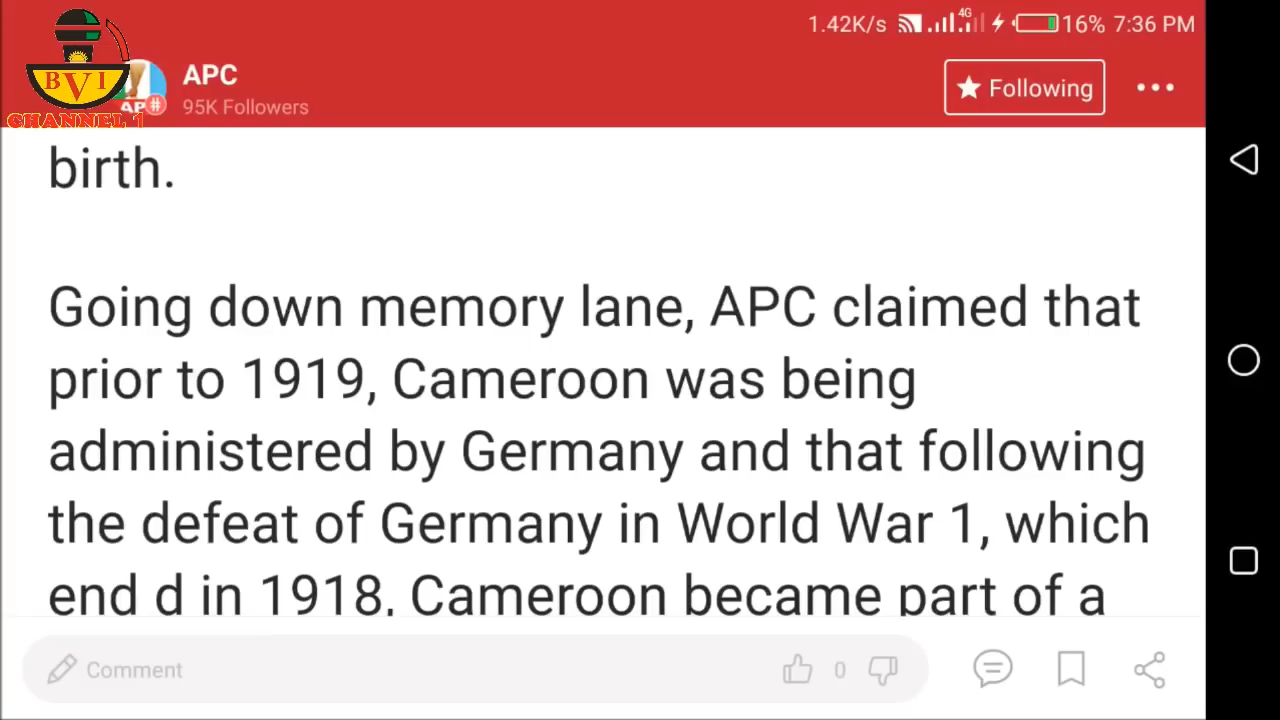 1.42K/s 4G 16% 7:36 PM
BVI
CHANNEL 1
AP #
APC
95K Followers
Following
birth.
Going down memory lane, APC claimed that
prior to 1919, Cameroon was being
administered by Germany and that following
the defeat of Germany in World War 1, which
end d in 1918, Cameroon became part of a
Comment
0